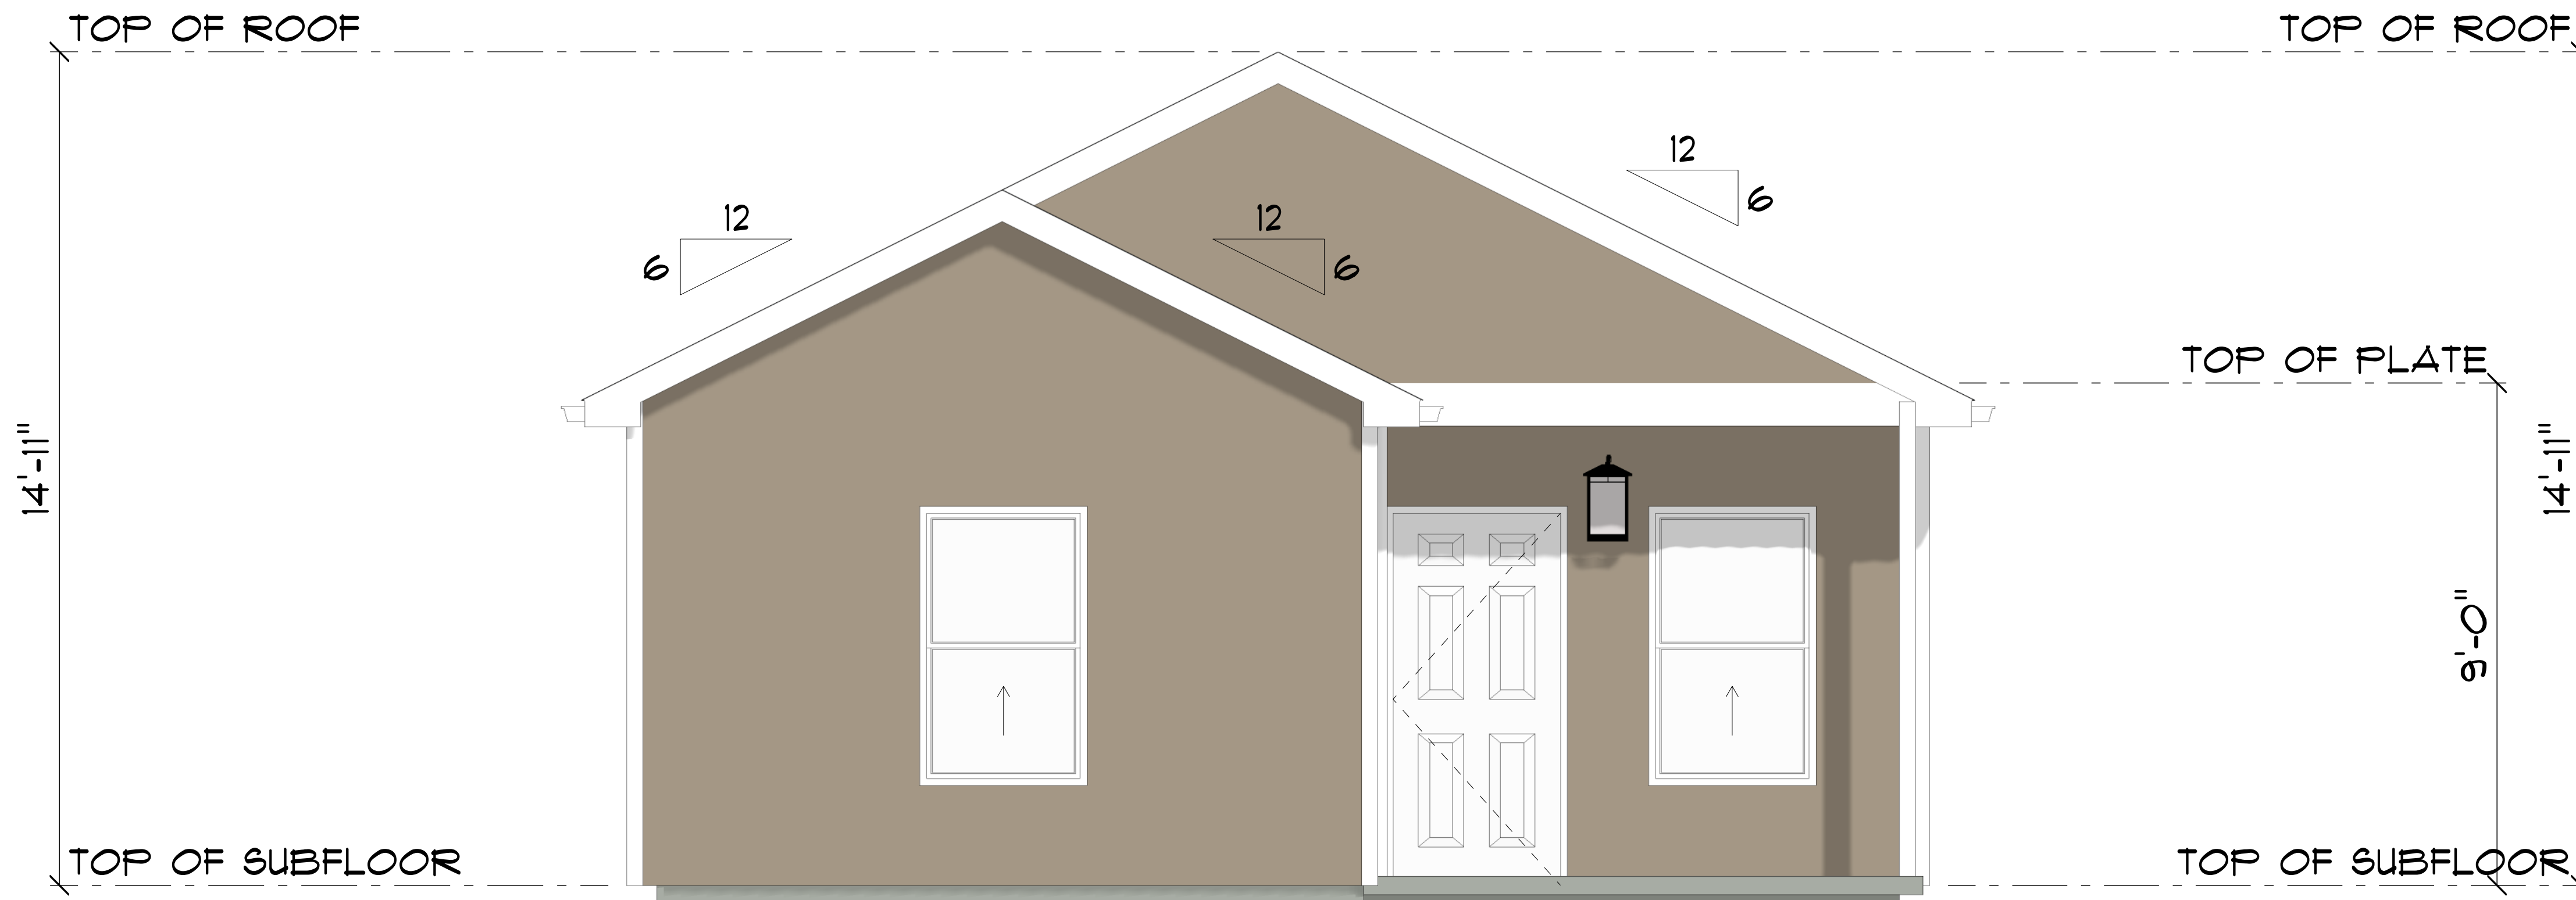 TOP OF ROOF
TOP OF ROOF
12
6
12
6
12
6
TOP OF PLATE
14'-11"
14'-11"
9'-0"
TOP OF SUBFLOOR
TOP OF SUBFLOOR